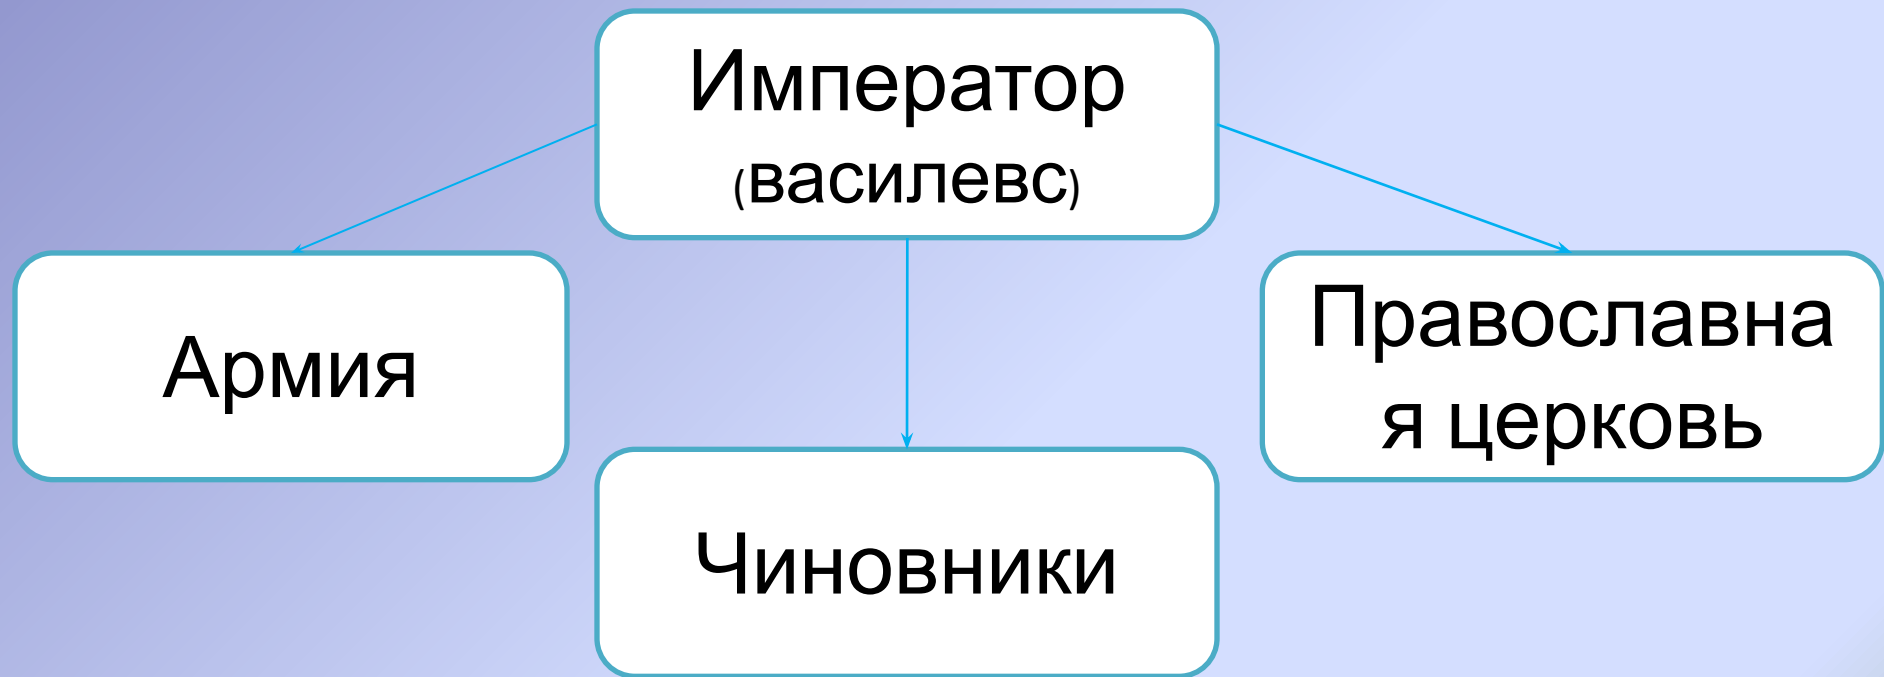 Император
(василевс)
Армия
Православна
я церковь
Чиновники